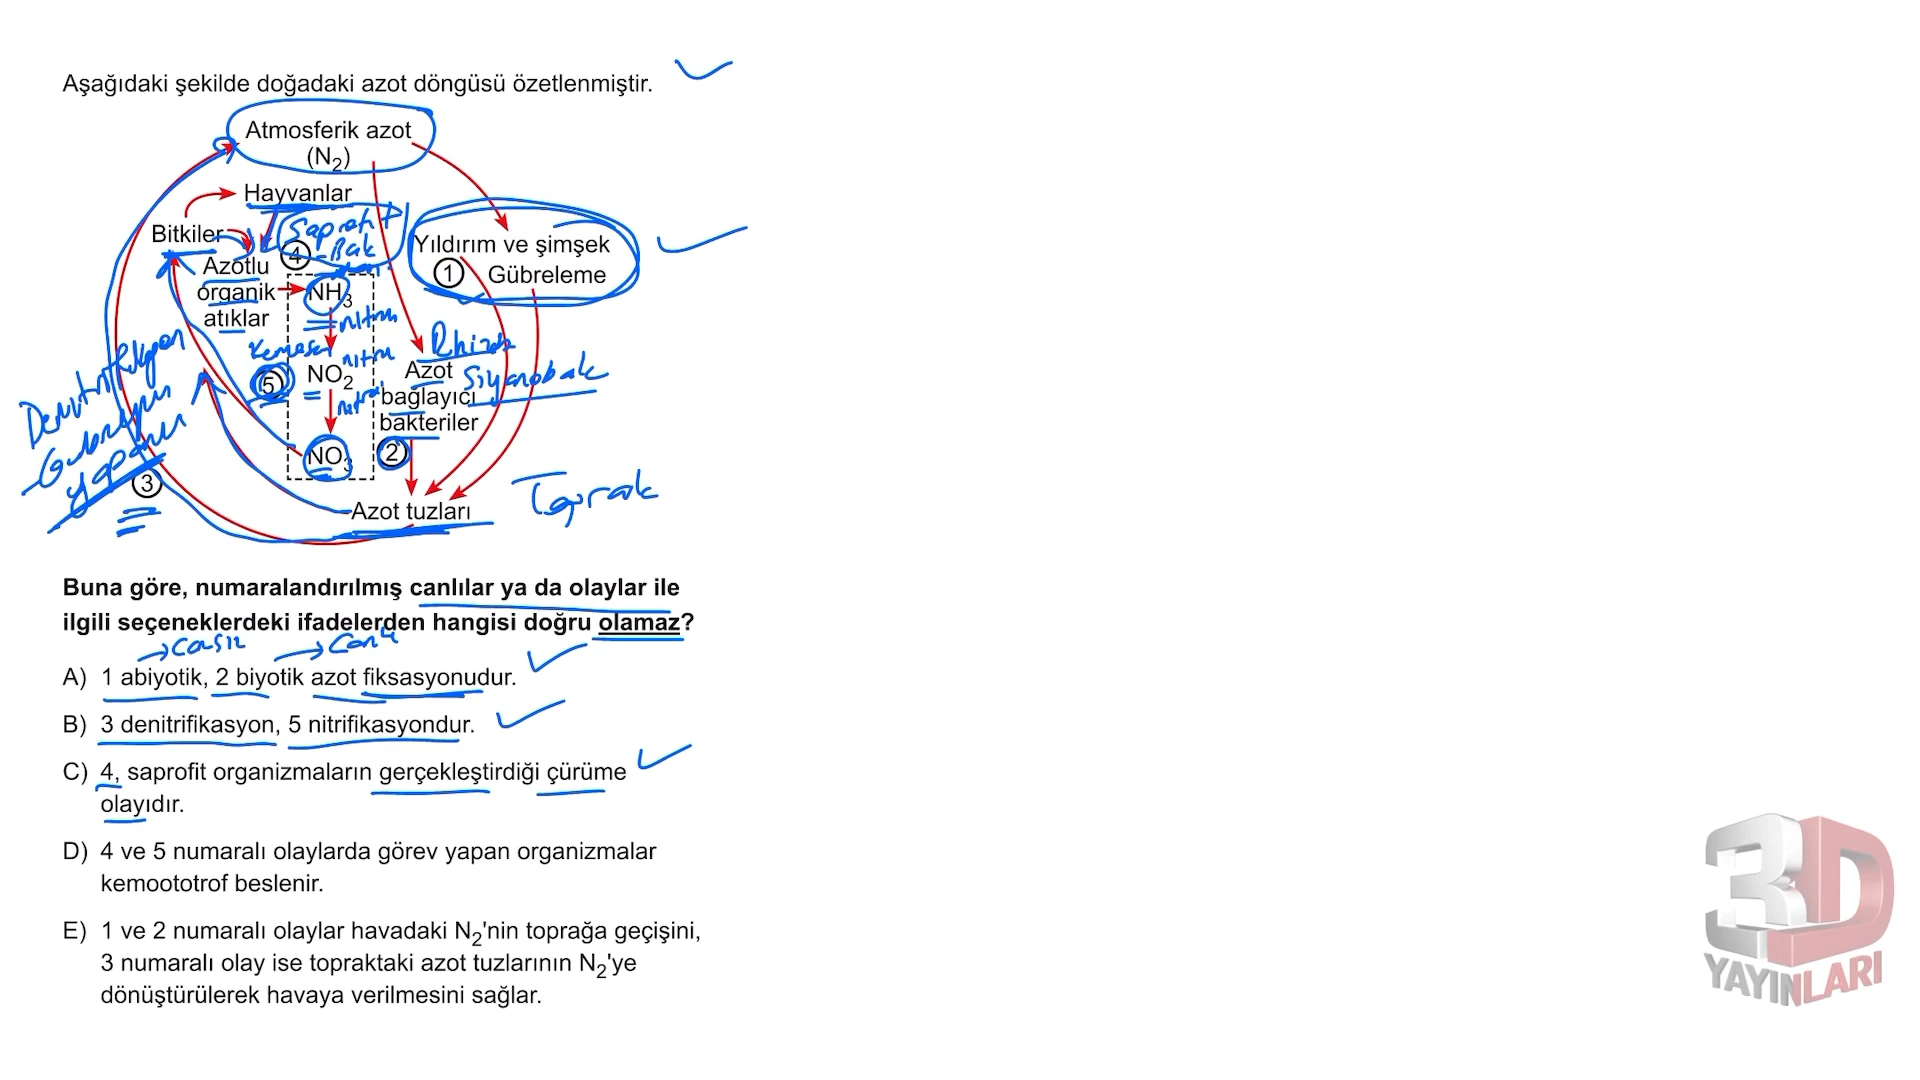 Aşağıdaki şekilde doğadaki azot döngüsü özetlenmiştir.
Atmosferik azot
(N₂)
Hayvanlar
Saprofit
Bak
Bitkiler
4
Yıldırım ve şimşek
1 Gübreleme
Azotlu
organik
atıklar
NH₃
nitrit
Rhizob
5
NO₂
Azot
bağlayıcı
bakteriler
Siyanobak
NO₃
2
3
Azot tuzları
Toprak
Buna göre, numaralandırılmış canlılar ya da olaylar ile
ilgili seçeneklerdeki ifadelerden hangisi doğru olamaz?
A) 1 abiyotik, 2 biyotik azot fiksasyonudur.
B) 3 denitrifikasyon, 5 nitrifikasyondur.
C) 4, saprofit organizmaların gerçekleştirdiği çürüme
olayıdır.
D) 4 ve 5 numaralı olaylarda görev yapan organizmalar
kemoototrof beslenir.
E) 1 ve 2 numaralı olaylar havadaki N₂'nin toprağa geçişini,
3 numaralı olay ise topraktaki azot tuzlarının N₂'ye
dönüştürülerek havaya verilmesini sağlar.
3D
YAYINLARI